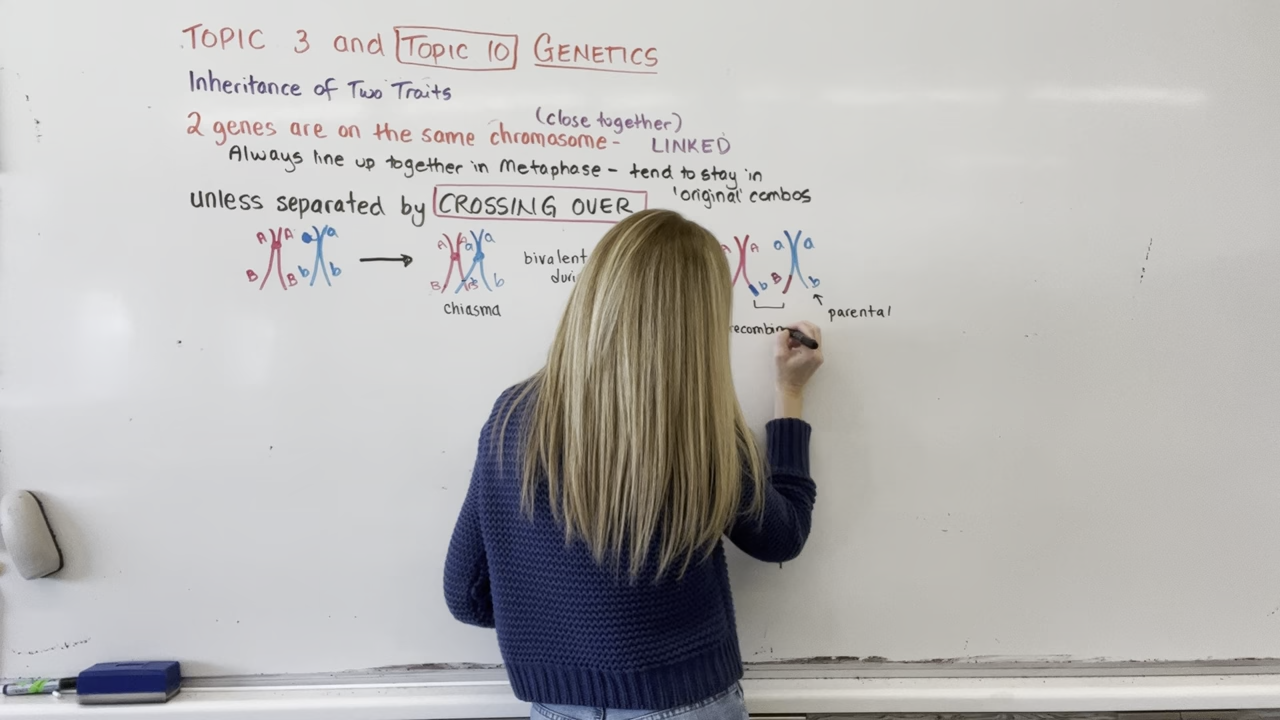 TOPIC 3 and TOPIC 10 GENETICS
Inheritance of Two Traits
(close together)
2 genes are on the same chromosome - LINKED
Always line up together in Metaphase - tend to stay in
'original' combos
unless separated by CROSSING OVER
A A a A a a A a a
B B b b B B b b b B b
bivalent
chiasma
parental